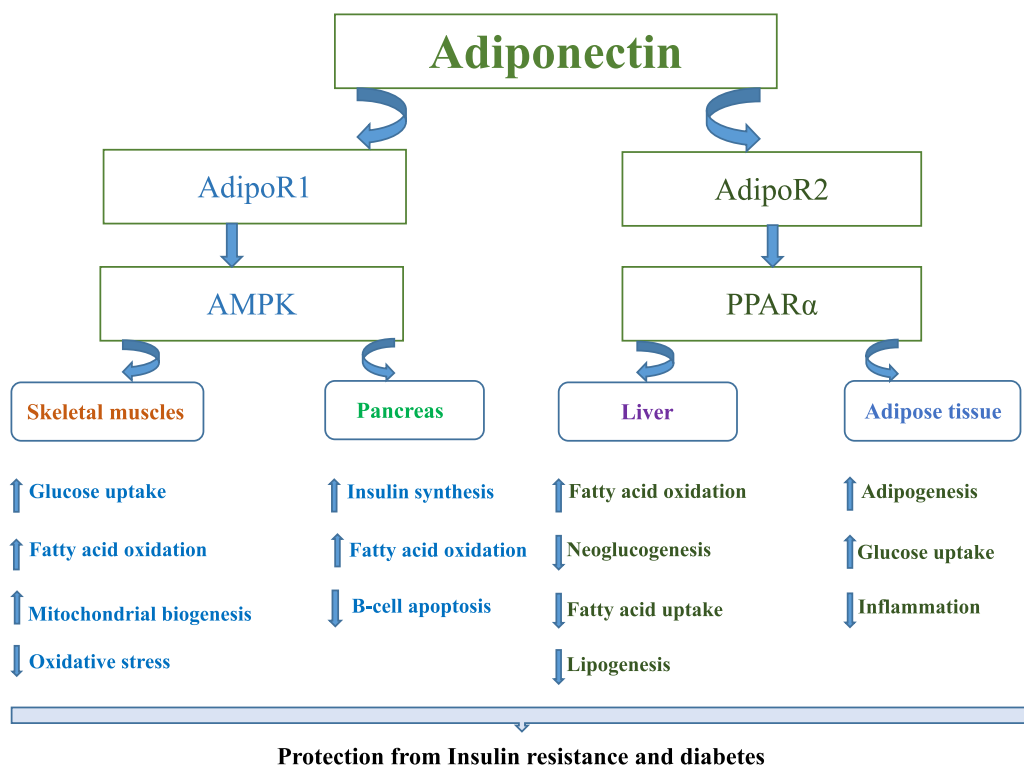 Adiponectin
AdipoR1
AdipoR2
AMPK
PPARα
Skeletal muscles
Pancreas
Liver
Adipose tissue
Glucose uptake
Fatty acid oxidation
Mitochondrial biogenesis
Oxidative stress
Insulin synthesis
Fatty acid oxidation
B-cell apoptosis
Fatty acid oxidation
Neoglucogenesis
Fatty acid uptake
Lipogenesis
Adipogenesis
Glucose uptake
Inflammation
Protection from Insulin resistance and diabetes